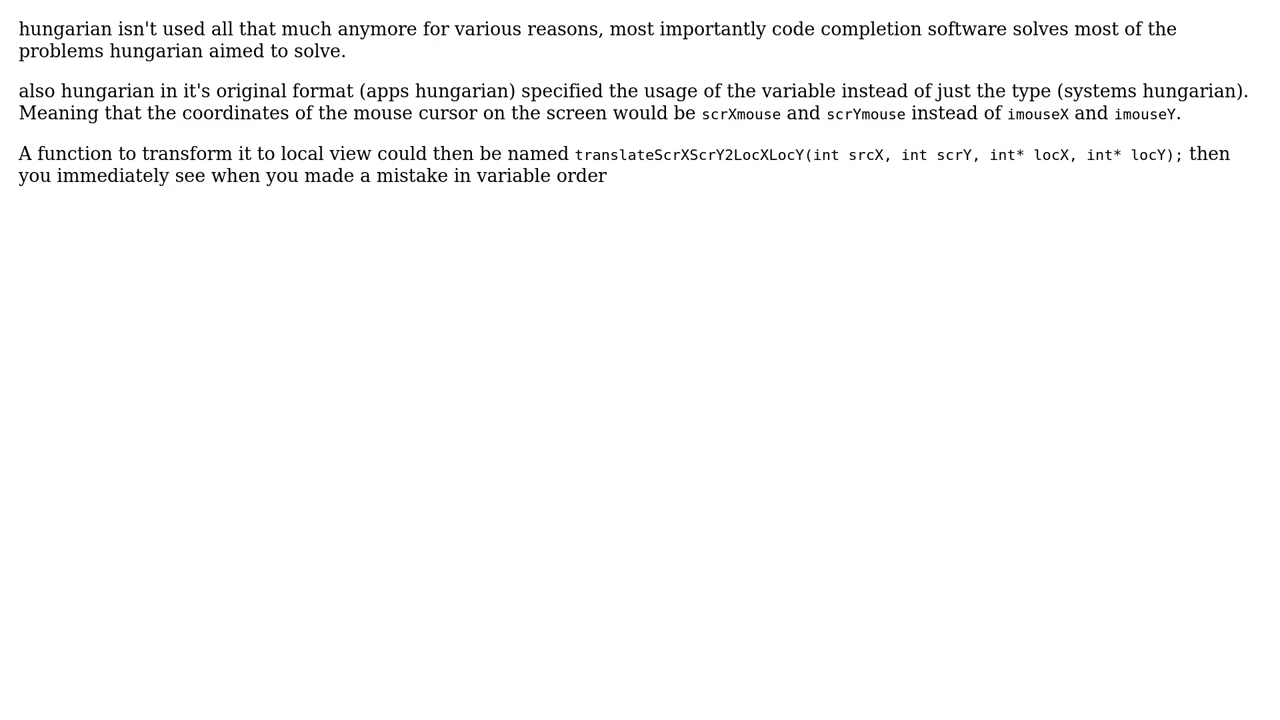 hungarian isn't used all that much anymore for various reasons, most importantly code completion software solves most of the
problems hungarian aimed to solve.
also hungarian in it's original format (apps hungarian) specified the usage of the variable instead of just the type (systems hungarian).
Meaning that the coordinates of the mouse cursor on the screen would be scrXmouse and scrYmouse instead of imouseX and imouseY.
A function to transform it to local view could then be named translateScrXScrY2LocXLocY(int srcX, int scrY, int* locX, int* locY); then
you immediately see when you made a mistake in variable order